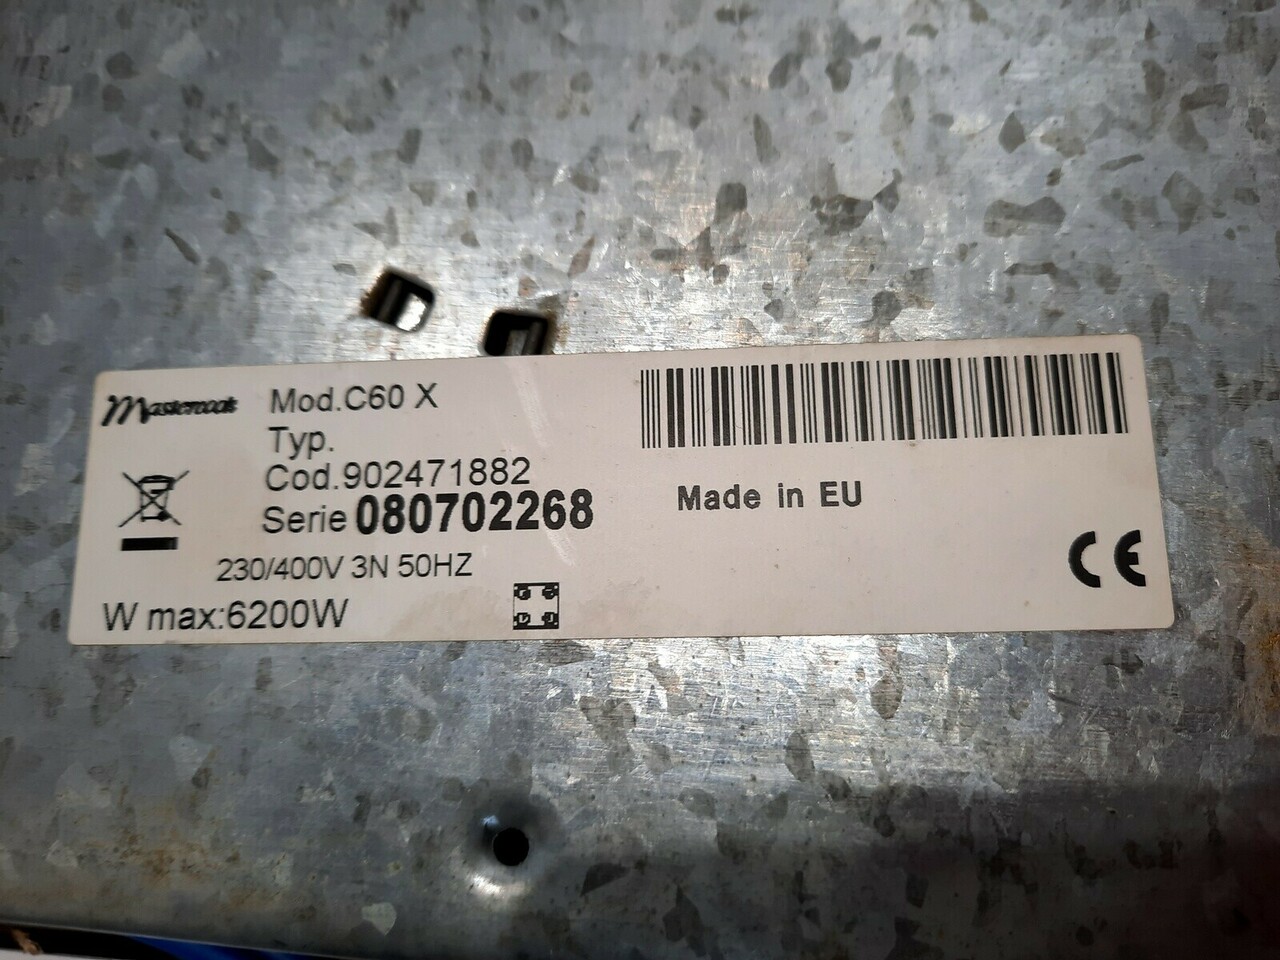 Mastercook
Mod.C60 X
Typ.
Cod.902471882
Serie 080702268
230/400V 3N 50HZ
W max:6200W
Made in EU
CE